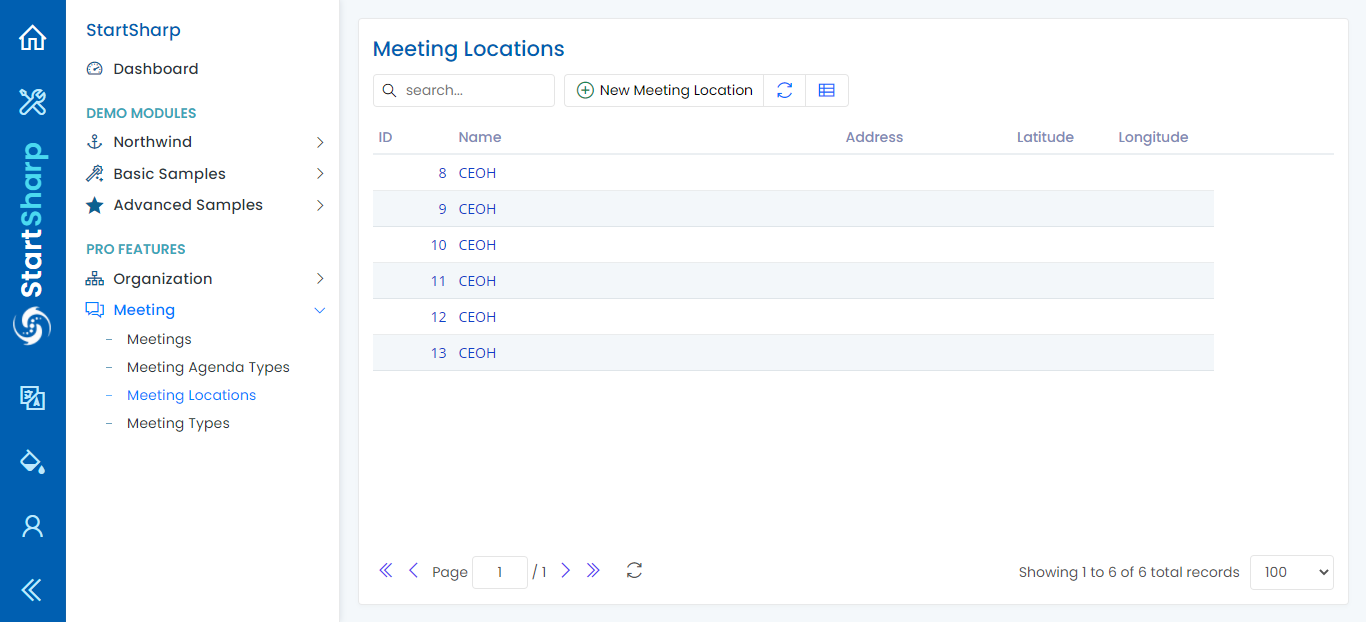 StartSharp
StartSharp
Dashboard
DEMO MODULES
Northwind
Basic Samples
Advanced Samples
PRO FEATURES
Organization
Meeting
– Meetings
– Meeting Agenda Types
– Meeting Locations
– Meeting Types
Meeting Locations
search...
New Meeting Location
ID Name Address Latitude Longitude
8 CEOH
9 CEOH
10 CEOH
11 CEOH
12 CEOH
13 CEOH
Page 1 / 1
Showing 1 to 6 of 6 total records 100